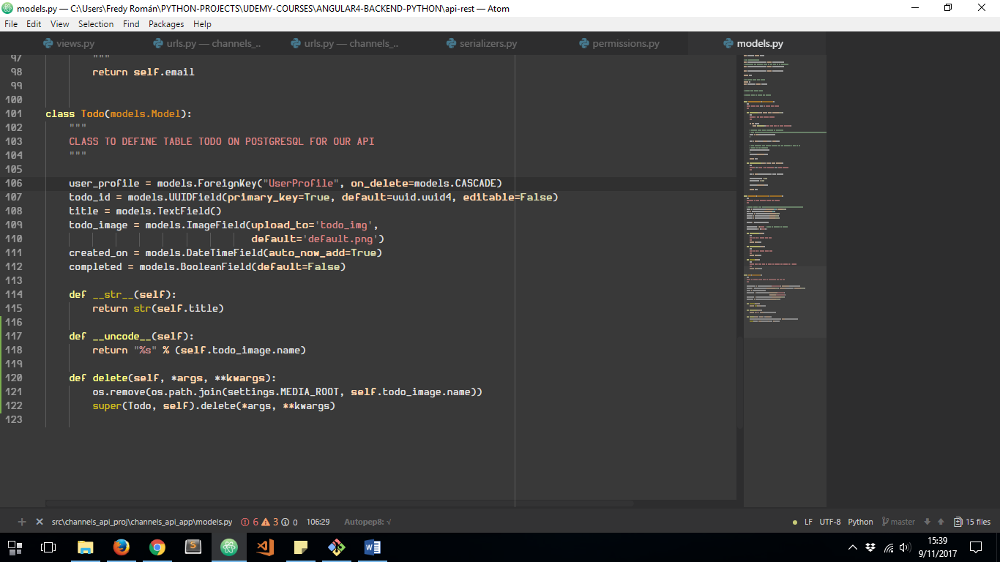 models.py — C:\Users\Fredy Román\PYTHON-PROJECTS\UDEMY-COURSES\ANGULAR4-BACKEND-PYTHON\api-rest — Atom
File Edit View Selection Find Packages Help
views.py urls.py — channels_.. urls.py — channels_.. serializers.py permissions.py models.py
97 """
98 return self.email
99
100
101 class Todo(models.Model):
102 """
103 CLASS TO DEFINE TABLE TODO ON POSTGRESQL FOR OUR API
104 """
105
106 user_profile = models.ForeignKey("UserProfile", on_delete=models.CASCADE)
107 todo_id = models.UUIDField(primary_key=True, default=uuid.uuid4, editable=False)
108 title = models.TextField()
109 todo_image = models.ImageField(upload_to='todo_img',
110 default='default.png')
111 created_on = models.DateTimeField(auto_now_add=True)
112 completed = models.BooleanField(default=False)
113
114 def __str__(self):
115 return str(self.title)
116
117 def __uncode__(self):
118 return "%s" % (self.todo_image.name)
119
120 def delete(self, *args, **kwargs):
121 os.remove(os.path.join(settings.MEDIA_ROOT, self.todo_image.name))
122 super(Todo, self).delete(*args, **kwargs)
123
src\channels_api_proj\channels_api_app\models.py 6 3 0 106:29 Autopep8: √ LF UTF-8 Python master 15 files
15:39
9/11/2017